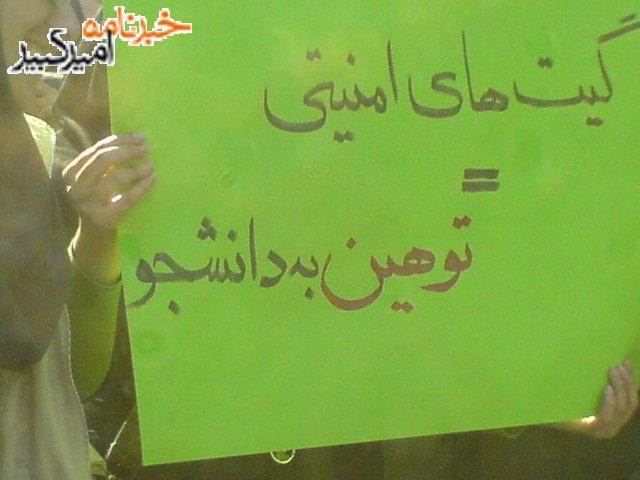 خبرنامه
امیرکبیر
گیت های امنیتی
=
توهین به دانشجو